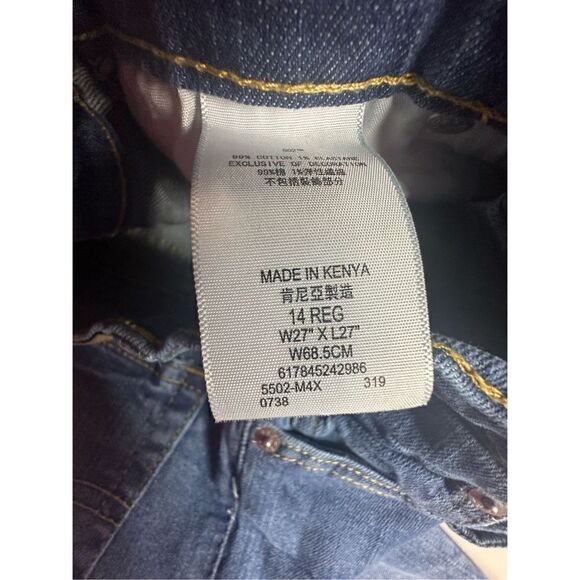 99% COTTON 1% ELASTANE
EXCLUSIVE OF DECORATION
99%棉 1%弹性纖維
不包括裝飾部分
MADE IN KENYA
肯尼亞製造
14 REG
W27" X L27"
W68.5CM
617845242986
5502-M4X 319
0738